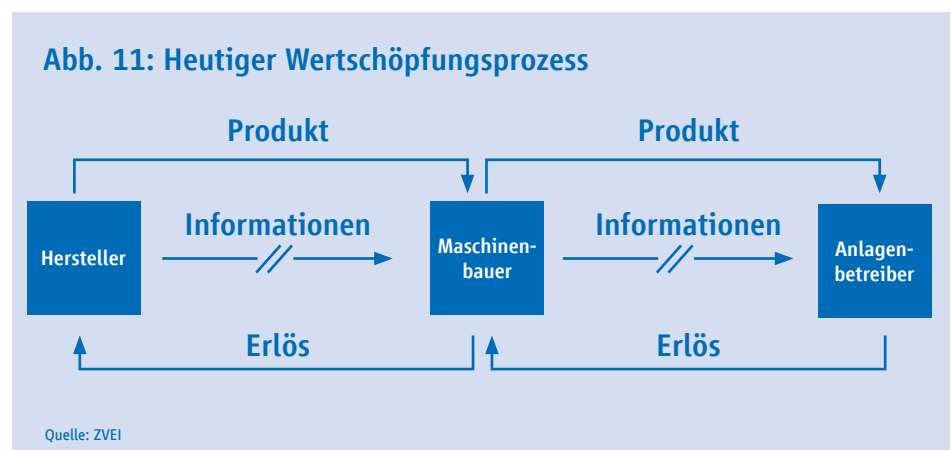 Abb. 11: Heutiger Wertschöpfungsprozess
Produkt
Produkt
Hersteller
Informationen
Maschinen-
bauer
Informationen
Anlagen-
betreiber
Erlös
Erlös
Quelle: ZVEI